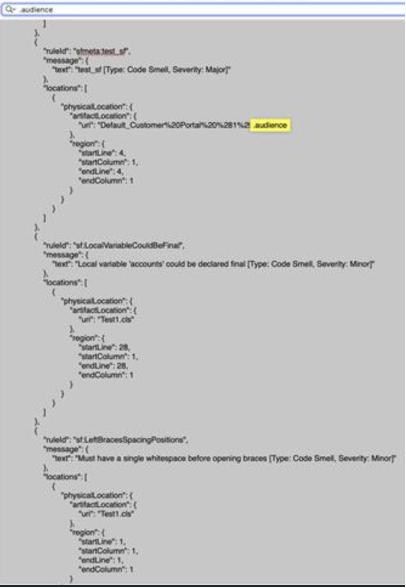 .audience
]
},
{
"ruleId": "sfmeta:test_sf",
"message": {
"text": "test_sf [Type: Code Smell, Severity: Major]"
},
"locations": [
{
"physicalLocation": {
"artifactLocation": {
"uri": "Default_Customer%20Portal%20%281%2 .audience
},
"region": {
"startLine": 4,
"startColumn": 1,
"endLine": 4,
"endColumn": 1
}
}
}
]
},
{
"ruleId": "sf:LocalVariableCouldBeFinal",
"message": {
"text": "Local variable 'accounts' could be declared final [Type: Code Smell, Severity: Minor]"
},
"locations": [
{
"physicalLocation": {
"artifactLocation": {
"uri": "Test1.cls"
},
"region": {
"startLine": 28,
"startColumn": 1,
"endLine": 28,
"endColumn": 1
}
}
}
]
},
{
"ruleId": "sf:LeftBracesSpacingPositions",
"message": {
"text": "Must have a single whitespace before opening braces [Type: Code Smell, Severity: Minor]"
},
"locations": [
{
"physicalLocation": {
"artifactLocation": {
"uri": "Test1.cls"
},
"region": {
"startLine": 1,
"startColumn": 1,
"endLine": 1,
"endColumn": 1
}